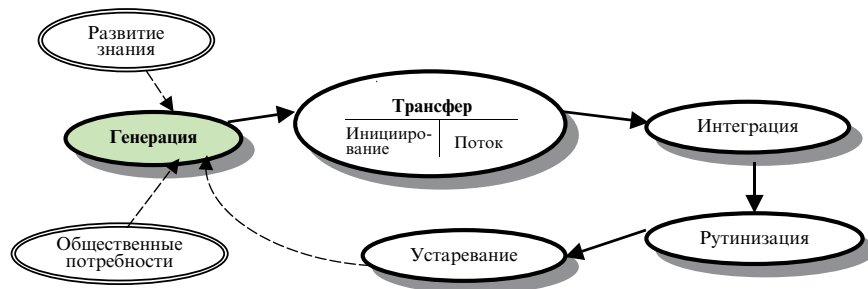 Развитие
знания
Генерация
Трансфер
Иницииро-
вание
Поток
Интеграция
Рутинизация
Устаревание
Общественные
потребности